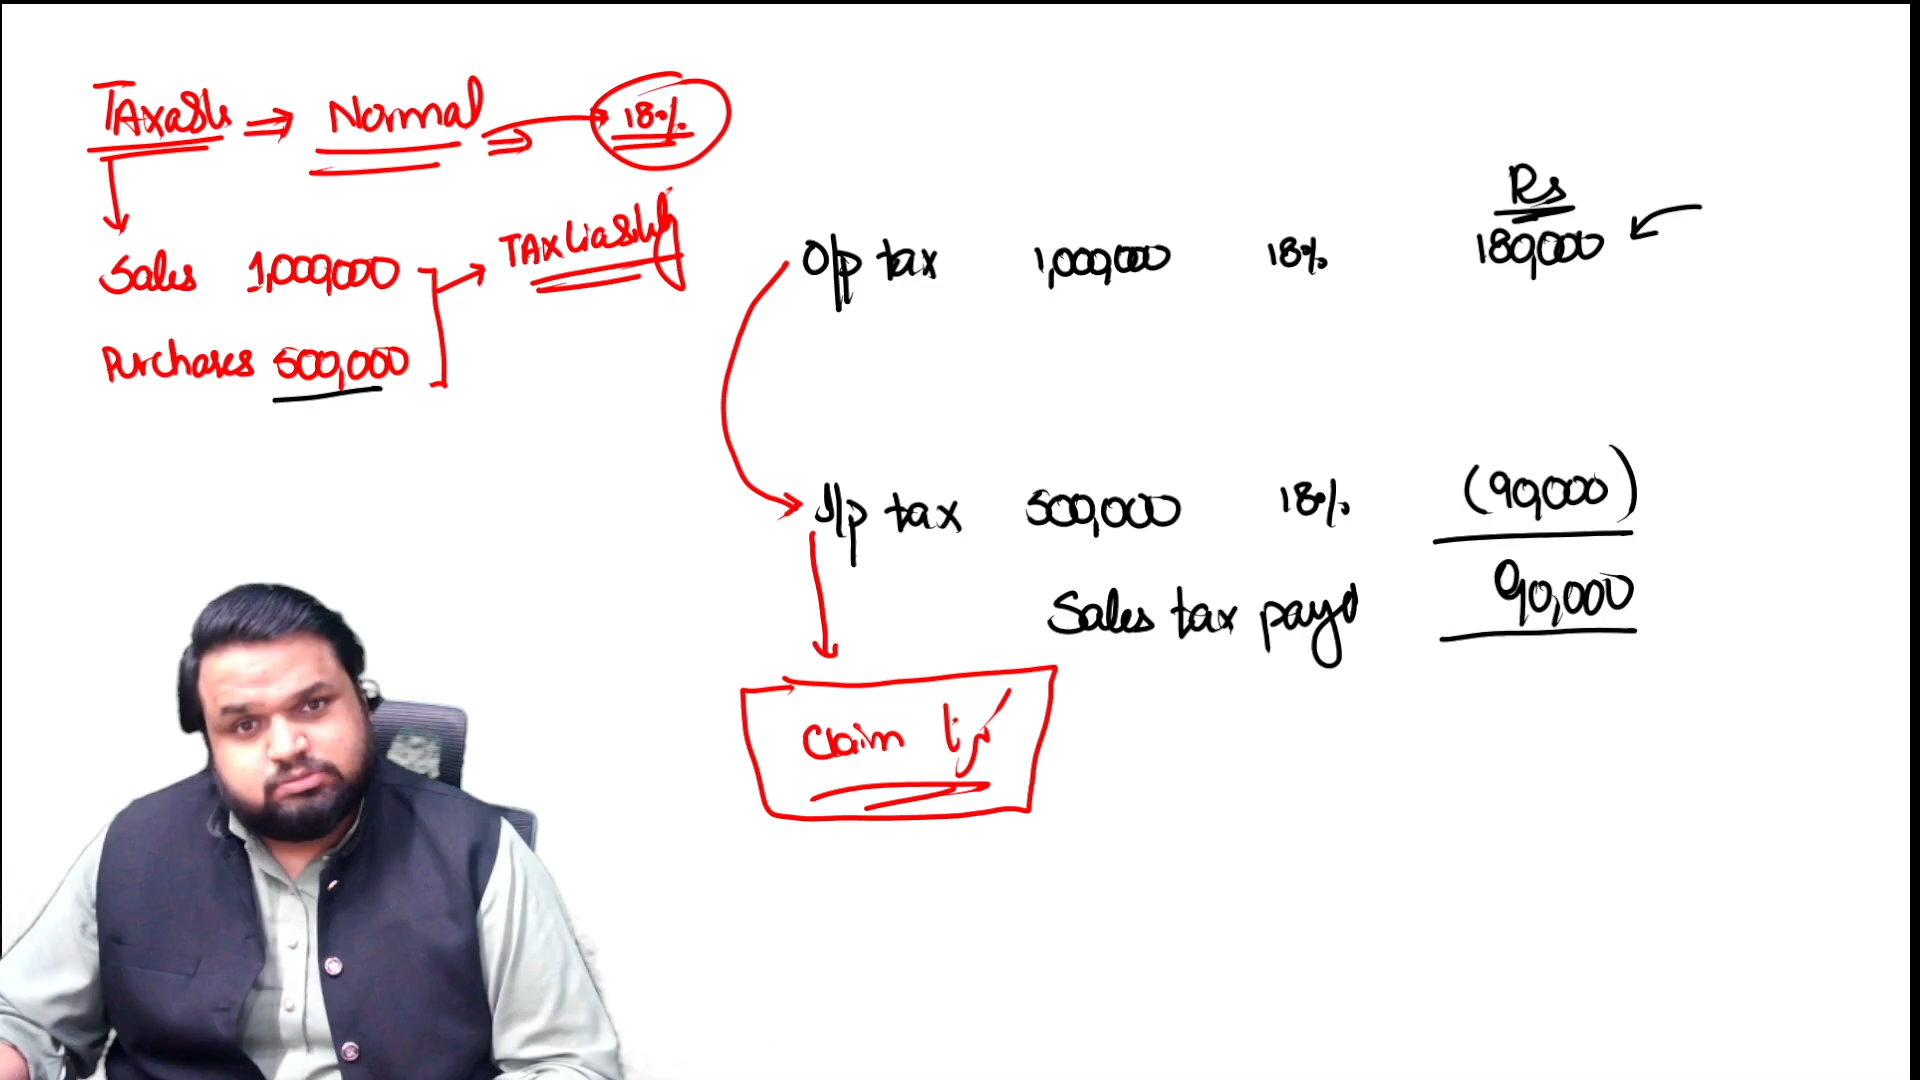 Taxable ⇒ Normal ⇒ 18%
Sales 1,000,000
Tax Liability
Purchases 500,000
Rs
O/p tax 1,000,000 18% 180,000
I/p tax 500,000 18% (90,000)
Sales tax payd 90,000
Claim